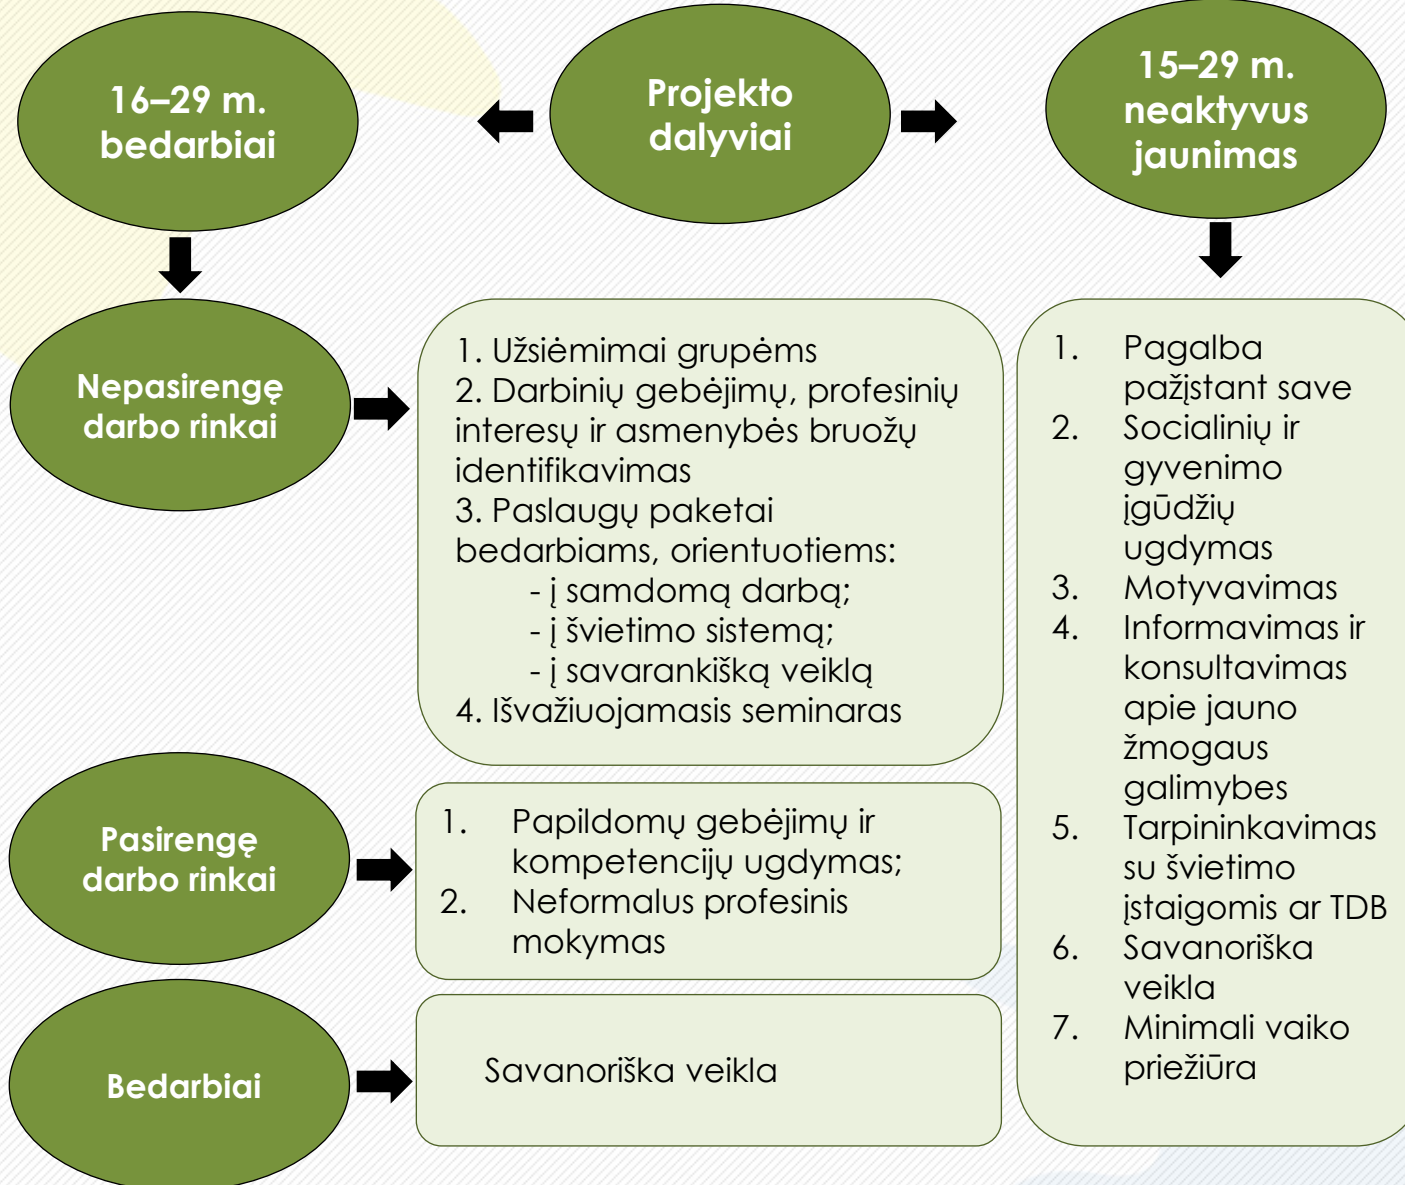 16–29 m.
bedarbiai
Projekto
dalyviai
15–29 m.
neaktyvus
jaunimas
Nepasirengę
darbo rinkai
1. Užsiėmimai grupėms
2. Darbinių gebėjimų, profesinių
interesų ir asmenybės bruožų
identifikavimas
3. Paslaugų paketai
bedarbiams, orientuotiems:
- į samdomą darbą;
- į švietimo sistemą;
- į savarankišką veiklą
4. Išvažiuojamasis seminaras
Pasirengę
darbo rinkai
1. Papildomų gebėjimų ir
kompetencijų ugdymas;
2. Neformalus profesinis
mokymas
Bedarbiai
Savanoriška veikla
1. Pagalba
pažįstant save
2. Socialinių ir
gyvenimo
įgūdžių
ugdymas
3. Motyvavimas
4. Informavimas ir
konsultavimas
apie jauno
žmogaus
galimybes
5. Tarpininkavimas
su švietimo
įstaigomis ar TDB
6. Savanoriška
veikla
7. Minimali vaiko
priežiūra